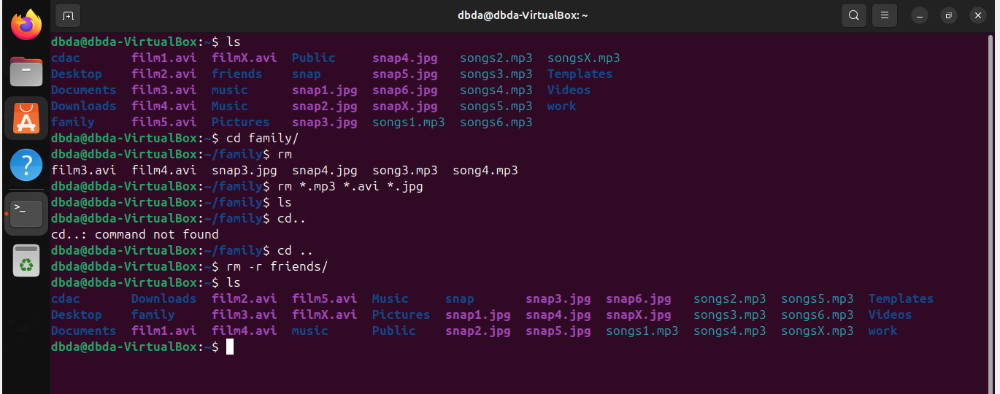 dbda@dbda-VirtualBox: ~
dbda@dbda-VirtualBox:~$ ls
cdac film1.avi filmX.avi Public snap4.jpg songs2.mp3 songsX.mp3
Desktop film2.avi friends snap snap5.jpg songs3.mp3 Templates
Documents film3.avi music snap1.jpg snap6.jpg songs4.mp3 Videos
Downloads film4.avi Music snap2.jpg snapX.jpg songs5.mp3 work
family film5.avi Pictures snap3.jpg songs1.mp3 songs6.mp3
dbda@dbda-VirtualBox:~$ cd family/
dbda@dbda-VirtualBox:~/family$ rm
film3.avi film4.avi snap3.jpg snap4.jpg song3.mp3 song4.mp3
dbda@dbda-VirtualBox:~/family$ rm *.mp3 *.avi *.jpg
dbda@dbda-VirtualBox:~/family$ ls
dbda@dbda-VirtualBox:~/family$ cd..
cd..: command not found
dbda@dbda-VirtualBox:~/family$ cd ..
dbda@dbda-VirtualBox:~$ rm -r friends/
dbda@dbda-VirtualBox:~$ ls
cdac Downloads film2.avi film5.avi Music snap snap3.jpg snap6.jpg songs2.mp3 songs5.mp3 Templates
Desktop family film3.avi filmX.avi Pictures snap1.jpg snap4.jpg snapX.jpg songs3.mp3 songs6.mp3 Videos
Documents film1.avi film4.avi music Public snap2.jpg snap5.jpg songs1.mp3 songs4.mp3 songsX.mp3 work
dbda@dbda-VirtualBox:~$